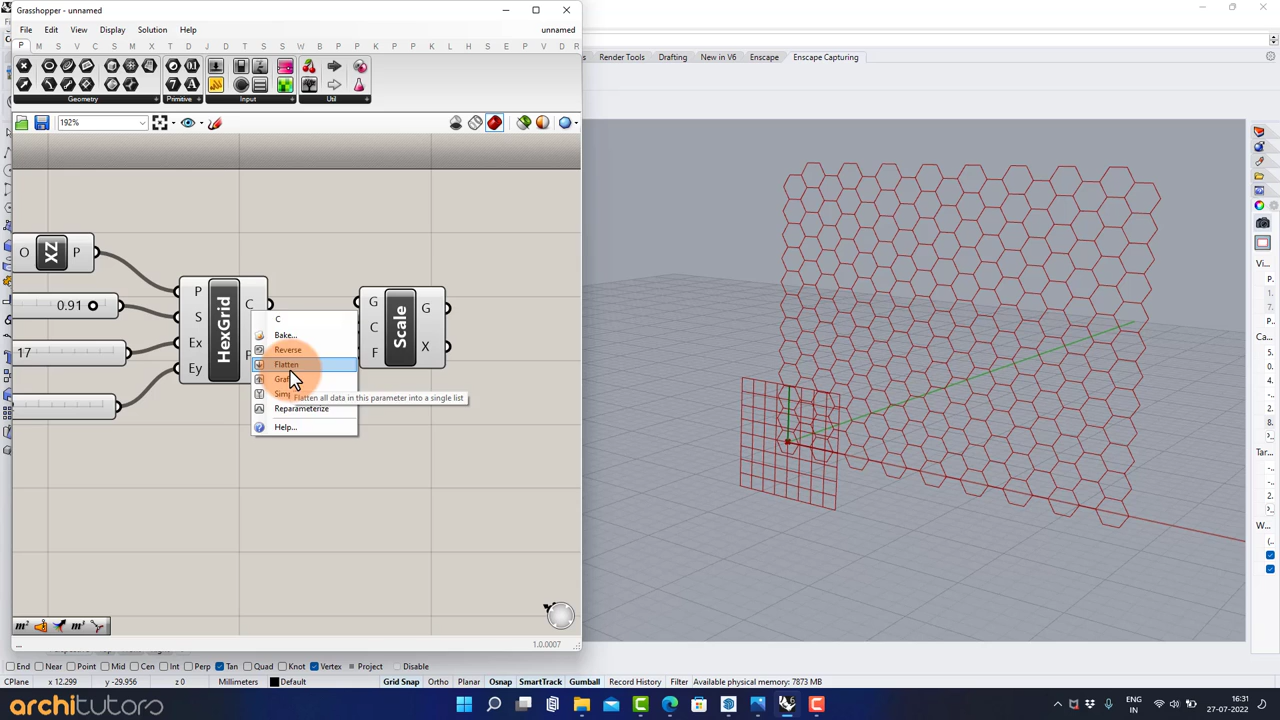 Grasshopper - unnamed
File Edit View Display Solution Help unnamed
P M S V C S M I X T D R T A F S S W B P K E P K K L H S U F E W V D R
Geometry Primitive Input Util
192%
Render Tools Drafting New in V6 Enscape Enscape Capturing
O XZ P
0.91
17
P
S
Ex
Ey
HexGrid
C
G
C
F
Scale
G
X
C
Bake...
Reverse
Flatten
Flatten all data in this parameter into a single list
Reparameterize
Help...
1.0.0007
End Near Point Mid Cen Int Perp Tan Quad Knot Vertex Project Disable
CPlane x 12.299 y -29.956 z 0 Millimeters Default Grid Snap Ortho Planar Osnap SmartTrack Gumball Record History Filter Available physical memory: 7873 MB
architutors
ENG
IN
16:31
27-07-2022